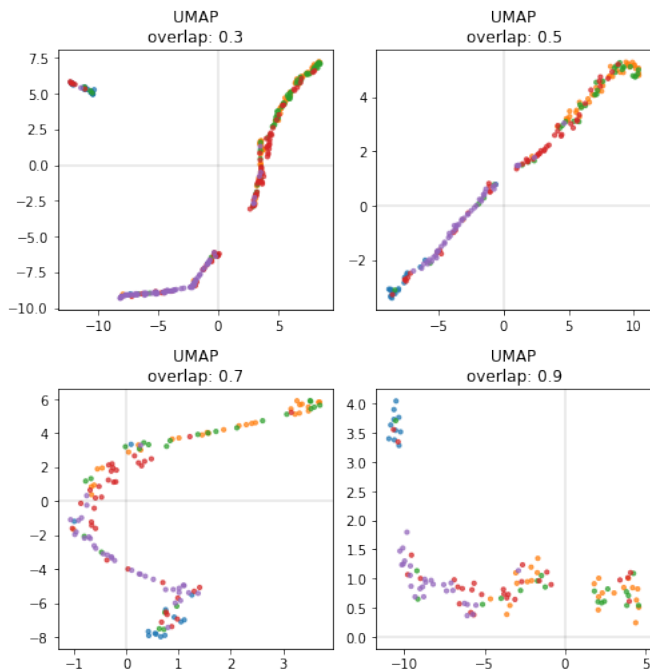 UMAP
overlap: 0.3
7.5
5.0
2.5
0.0
−2.5
−5.0
−7.5
−10.0
−10 −5 0 5
UMAP
overlap: 0.5
4
2
0
−2
−5 0 5 10
UMAP
overlap: 0.7
6
4
2
0
−2
−4
−6
−8
−1 0 1 2 3
UMAP
overlap: 0.9
4.0
3.5
3.0
2.5
2.0
1.5
1.0
0.5
0.0
−10 −5 0 5